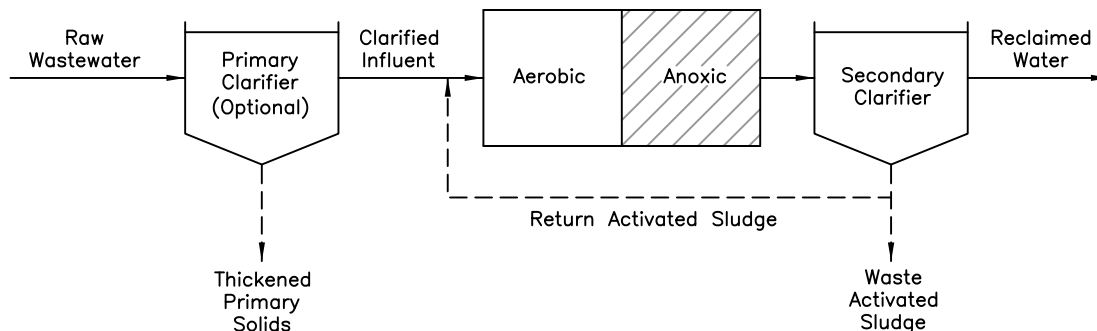 Raw
Wastewater
Primary
Clarifier
(Optional)
Clarified
Influent
Aerobic
Anoxic
Secondary
Clarifier
Reclaimed
Water
Return Activated Sludge
Thickened
Primary
Solids
Waste
Activated
Sludge